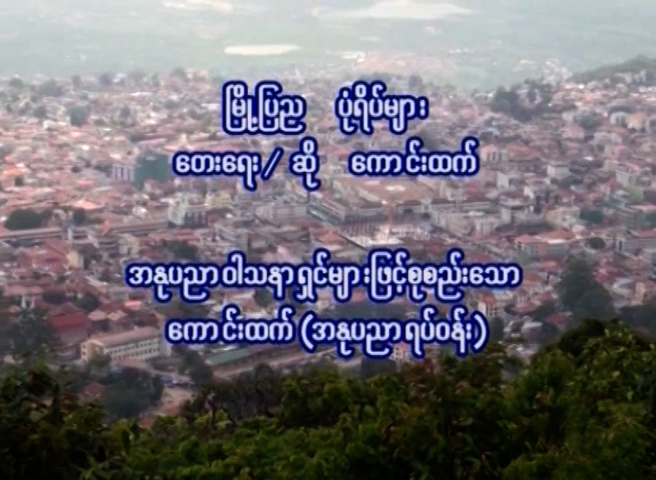 မြို့ပြည ပုံရိပ်များ
တေးရေး / ဆို ကောင်းထက်
အနုပညာဝါသနာရှင်များဖြင့်စုစည်းသော
ကောင်းထက် (အနုပညာရပ်ဝန်း)